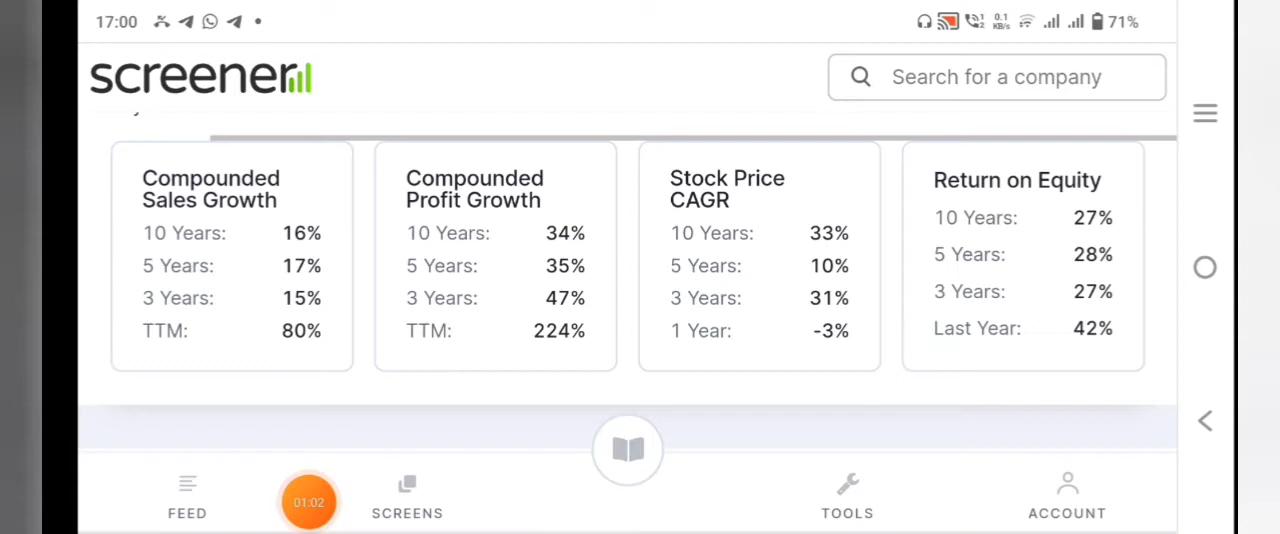 17:00
0.1 KB/s
71%
screener
Search for a company
Compounded Sales Growth
10 Years: 16%
5 Years: 17%
3 Years: 15%
TTM: 80%
Compounded Profit Growth
10 Years: 34%
5 Years: 35%
3 Years: 47%
TTM: 224%
Stock Price CAGR
10 Years: 33%
5 Years: 10%
3 Years: 31%
1 Year: -3%
Return on Equity
10 Years: 27%
5 Years: 28%
3 Years: 27%
Last Year: 42%
FEED
01:02
SCREENS
TOOLS
ACCOUNT